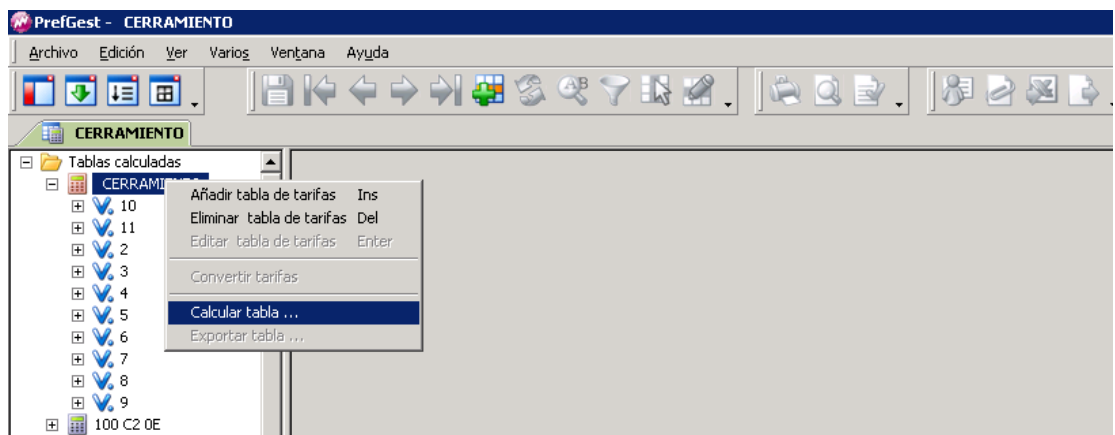 PrefGest - CERRAMIENTO
Archivo Edición Ver Varios Ventana Ayuda
CERRAMIENTO
Tablas calculadas
CERRAMI
10
11
2
3
4
5
6
7
8
9
100 C2 0E
Añadir tabla de tarifas Ins
Eliminar tabla de tarifas Del
Editar tabla de tarifas Enter
Convertir tarifas
Calcular tabla ...
Exportar tabla ...